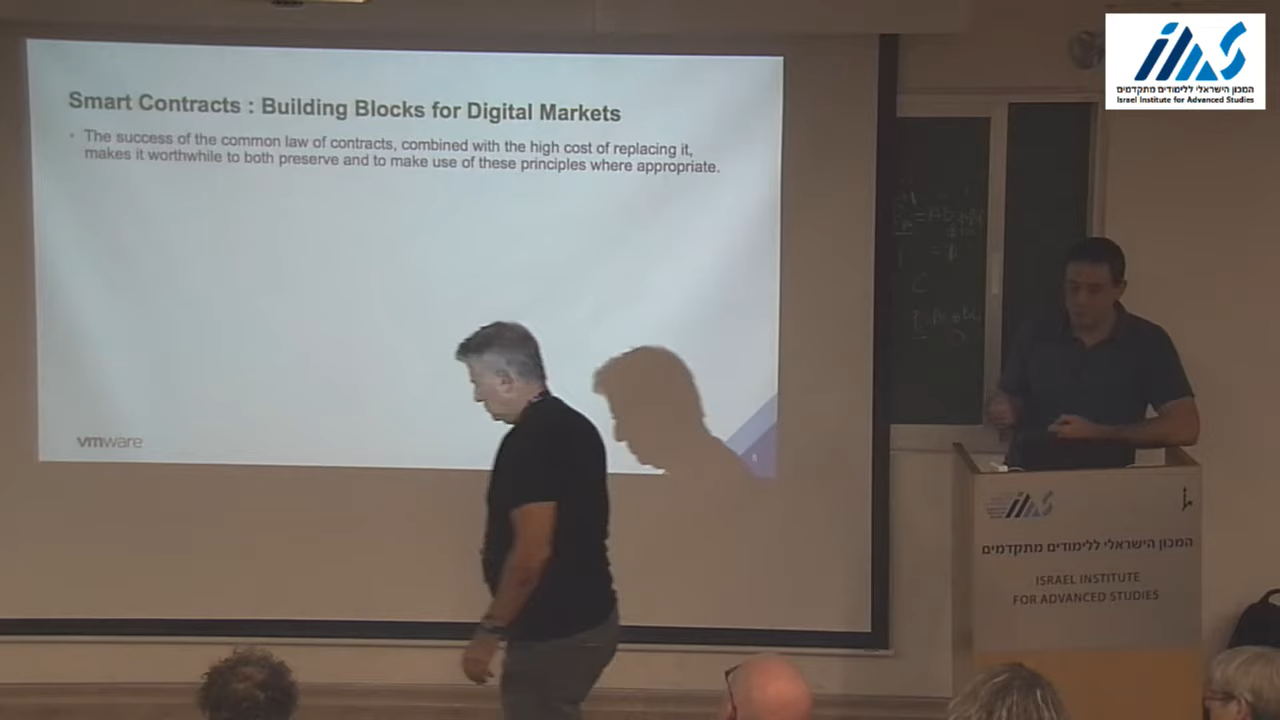 Smart Contracts : Building Blocks for Digital Markets
• The success of the common law of contracts, combined with the high cost of replacing it,
makes it worthwhile to both preserve and to make use of these principles where appropriate.
vmware
המכון הישראלי ללימודים מתקדמים
Israel Institute for Advanced Studies
המכון הישראלי ללימודים מתקדמים
ISRAEL INSTITUTE
FOR ADVANCED STUDIES